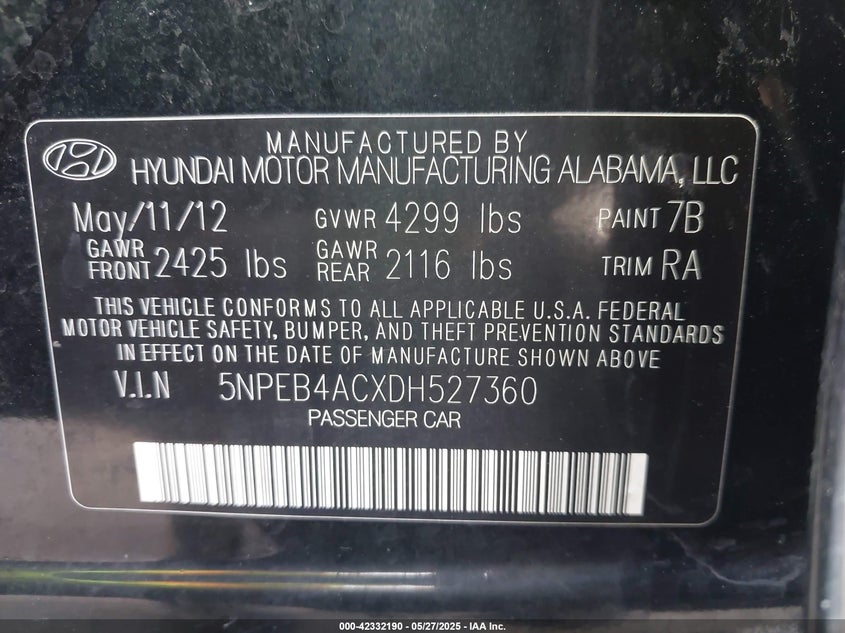 MANUFACTURED BY
HYUNDAI MOTOR MANUFACTURING ALABAMA, LLC
May/11/12 GVWR 4299 lbs PAINT 7B
GAWR FRONT 2425 lbs GAWR REAR 2116 lbs TRIM RA
THIS VEHICLE CONFORMS TO ALL APPLICABLE U.S.A. FEDERAL
MOTOR VEHICLE SAFETY, BUMPER, AND THEFT PREVENTION STANDARDS
IN EFFECT ON THE DATE OF MANUFACTURE SHOWN ABOVE
V.I.N 5NPEB4ACXDH527360
PASSENGER CAR
000-42332190 - 05/27/2025 - IAA Inc.